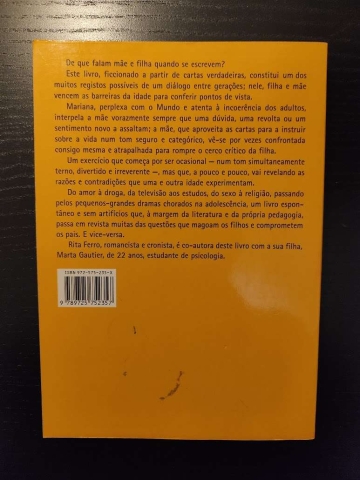 De que falam mãe e filha quando se escrevem?
Este livro, ficcionado a partir de cartas verdadeiras, constitui um dos
muitos registos possíveis de um diálogo entre gerações; nele, filha e mãe
vencem as barreiras da idade para conferir pontos de vista.
Mariana, perplexa com o Mundo e atenta à incoerência dos adultos,
interpela a mãe vorazmente sempre que uma dúvida, uma revolta ou um
sentimento novo a assaltam; a mãe, que aproveita as cartas para a instruir
sobre a vida num tom seguro e categórico, vê-se por vezes confrontada
consigo mesma e atrapalhada para romper o cerco crítico da filha.
Um exercício que começa por ser ocasional — num tom simultaneamente
terno, divertido e irreverente —, mas que, a pouco e pouco, vai revelando as
razões e contradições que uma e outra idade experimentam.
Do amor à droga, da televisão aos estudos, do sexo à religião, passando
pelos pequenos-grandes dramas chorados na adolescência, um livro espon-
tâneo e sem artifícios que, à margem da literatura e da própria pedagogia,
passa em revista muitas das questões que magoam os filhos e comprometem
os pais. E vice-versa.
Rita Ferro, romancista e cronista, é co-autora deste livro com a sua filha,
Marta Gautier, de 22 anos, estudante de psicologia.
ISBN 972-575-235-3
9 789725 752357